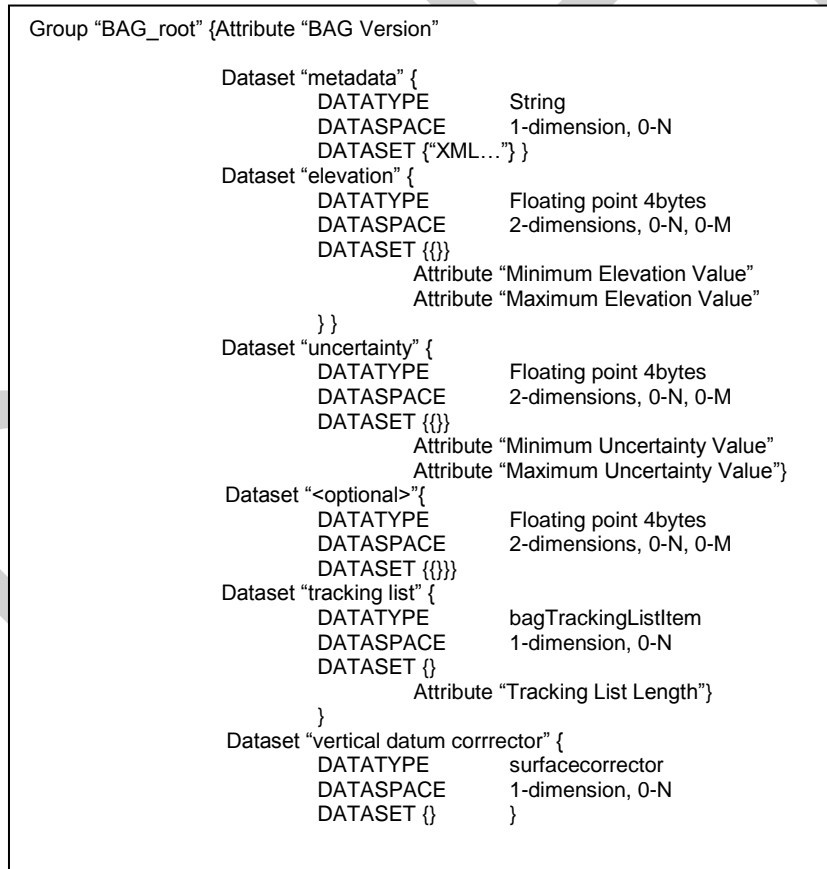 Group “BAG_root” {Attribute “BAG Version”
Dataset “metadata” {
DATATYPE String
DATASPACE 1-dimension, 0-N
DATASET {“XML…”} }
Dataset “elevation” {
DATATYPE Floating point 4bytes
DATASPACE 2-dimensions, 0-N, 0-M
DATASET {{}}
Attribute “Minimum Elevation Value”
Attribute “Maximum Elevation Value”
} }
Dataset “uncertainty” {
DATATYPE Floating point 4bytes
DATASPACE 2-dimensions, 0-N, 0-M
DATASET {{}}
Attribute “Minimum Uncertainty Value”
Attribute “Maximum Uncertainty Value”}
Dataset “<optional>”{
DATATYPE Floating point 4bytes
DATASPACE 2-dimensions, 0-N, 0-M
DATASET {{}}}
Dataset “tracking list” {
DATATYPE bagTrackingListItem
DATASPACE 1-dimension, 0-N
DATASET {}
Attribute “Tracking List Length”}
}
Dataset “vertical datum corrrector” {
DATATYPE surfacecorrector
DATASPACE 1-dimension, 0-N
DATASET {} }